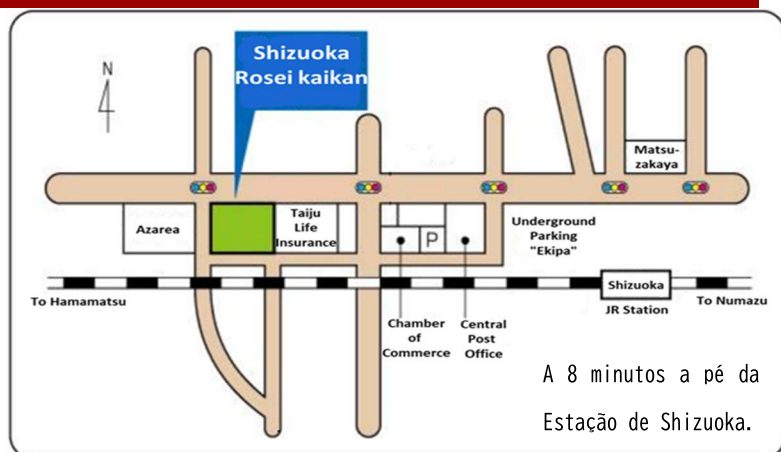 Shizuoka
Rosei kaikan
N
Matsu-
zakaya
Azarea
Taiju
Life
Insurance
P
Underground
Parking
"Ekipa"
To Hamamatsu
Shizuoka
JR Station
To Numazu
Chamber
of
Commerce
Central
Post
Office
A 8 minutos a pé da
Estação de Shizuoka.